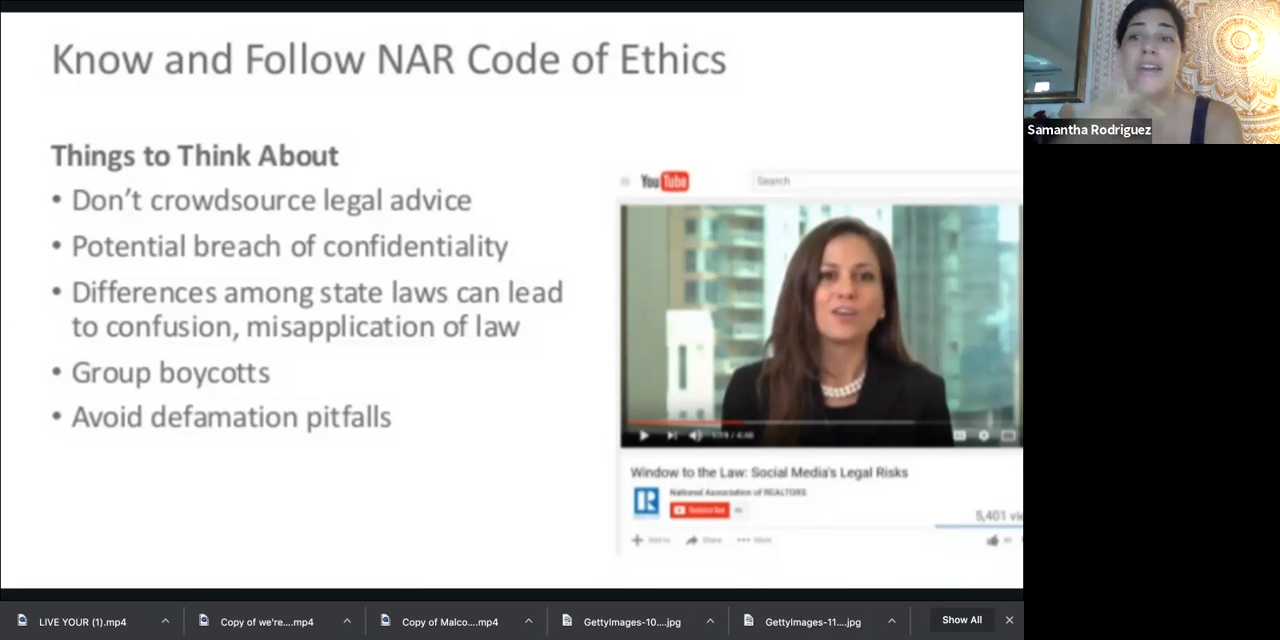 Know and Follow NAR Code of Ethics
Things to Think About
• Don't crowdsource legal advice
• Potential breach of confidentiality
• Differences among state laws can lead
to confusion, misapplication of law
• Group boycotts
• Avoid defamation pitfalls
YouTube
Search
Window to the Law: Social Media's Legal Risks
National Association of REALTORS
Subscribe
5,401
Add to Share More
Samantha Rodriguez
LIVE YOUR (1).mp4
Copy of we're....mp4
Copy of Malco....mp4
GettyImages-10....jpg
GettyImages-11....jpg
Show All